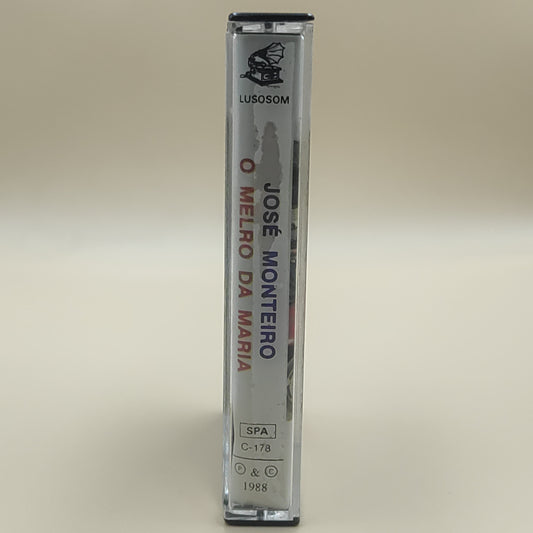 LUSOSOM
JOSÉ MONTEIRO
O MELRO DA MARIA
SPA
C-178
℗ & ©
1988